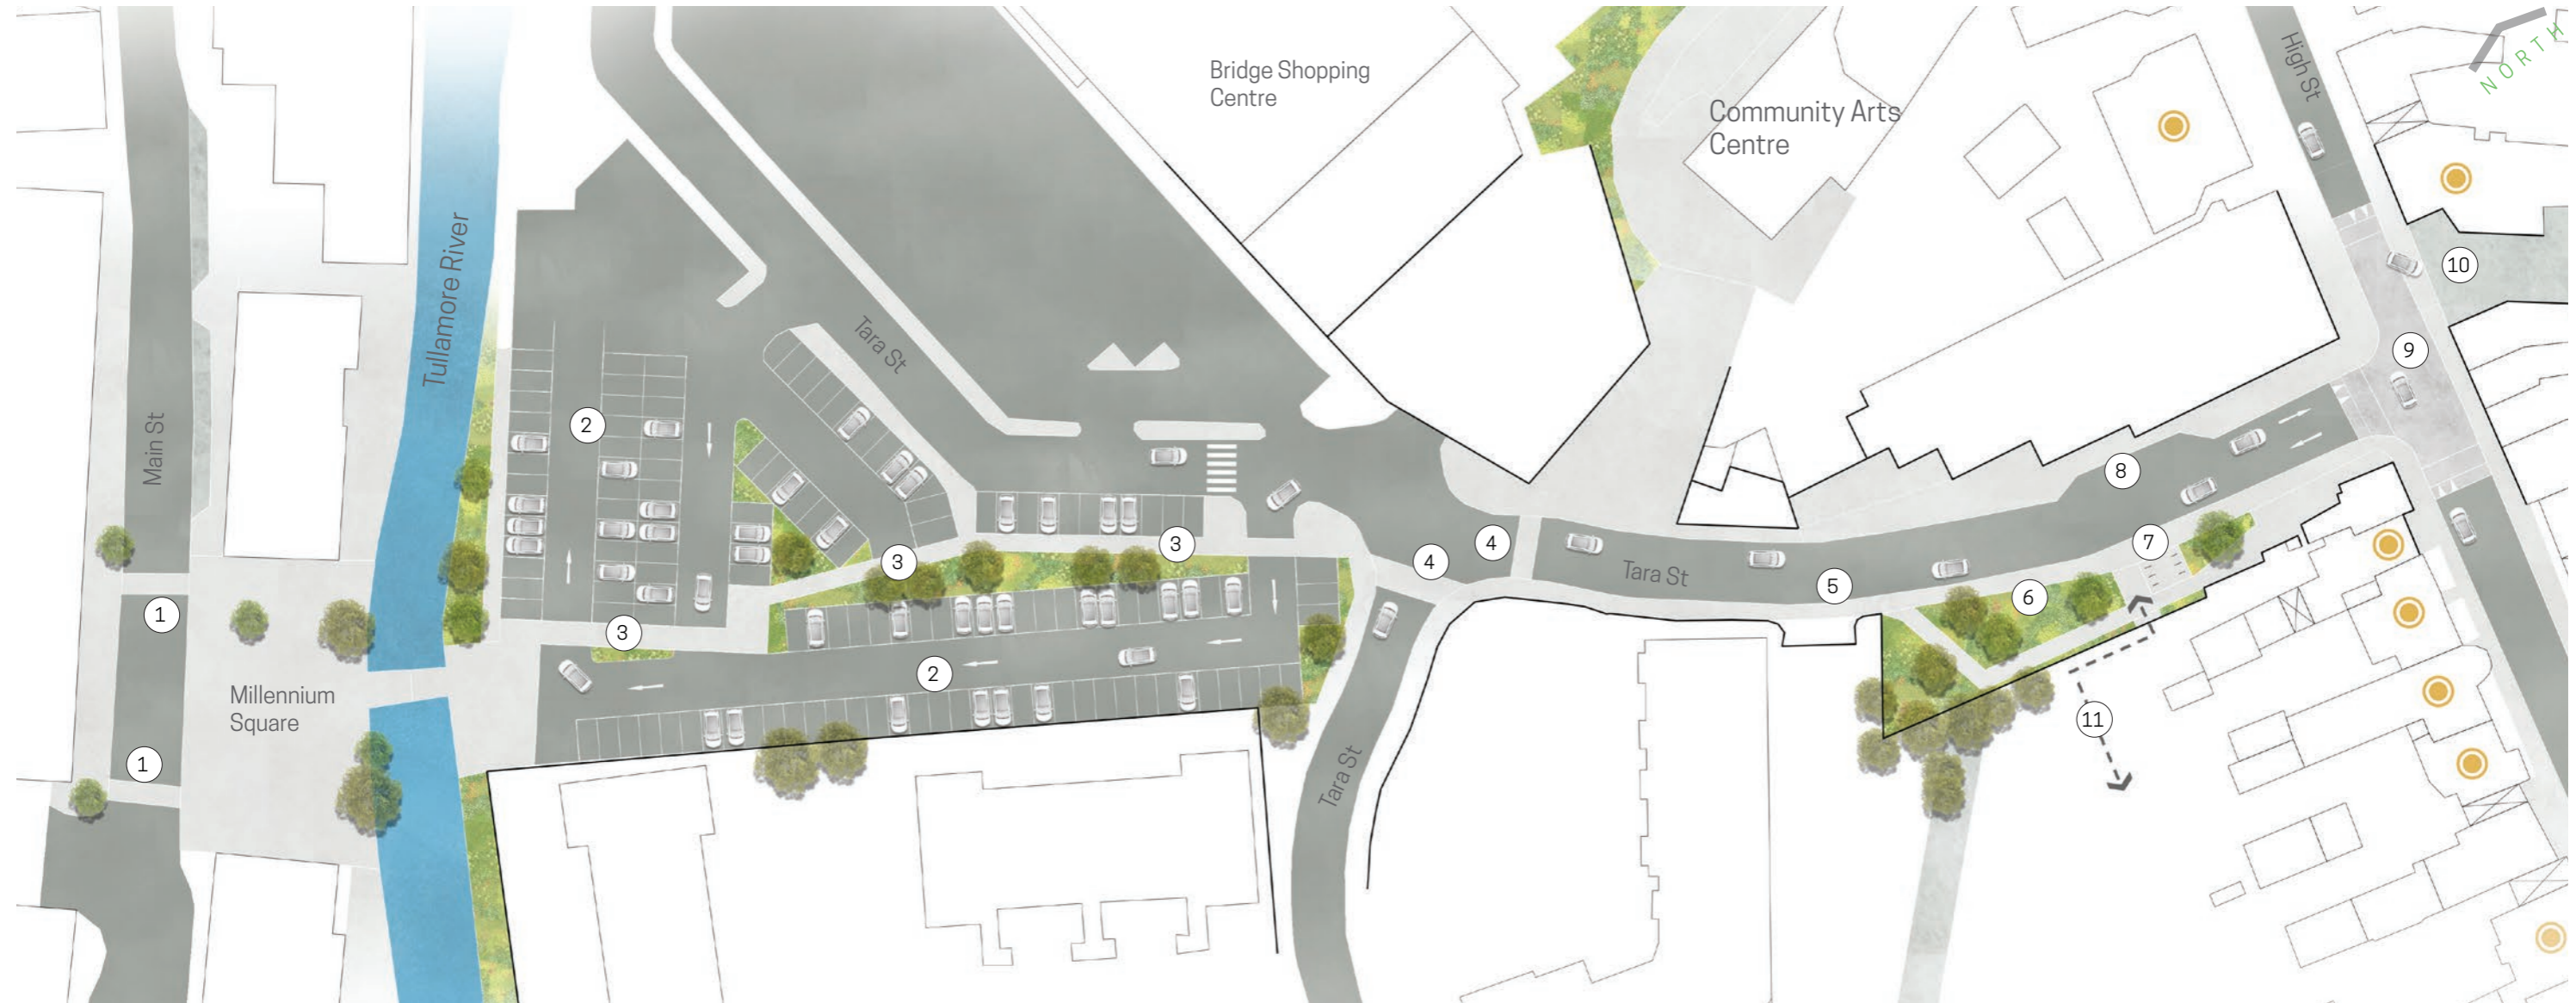 Bridge Shopping
Centre
Community Arts
Centre
High St
NORTH
Tullamore River
Main St
Tara St
Millennium
Square
Tara St
Tara St
1
1
2
2
3
3
3
4
4
5
6
7
8
9
10
11